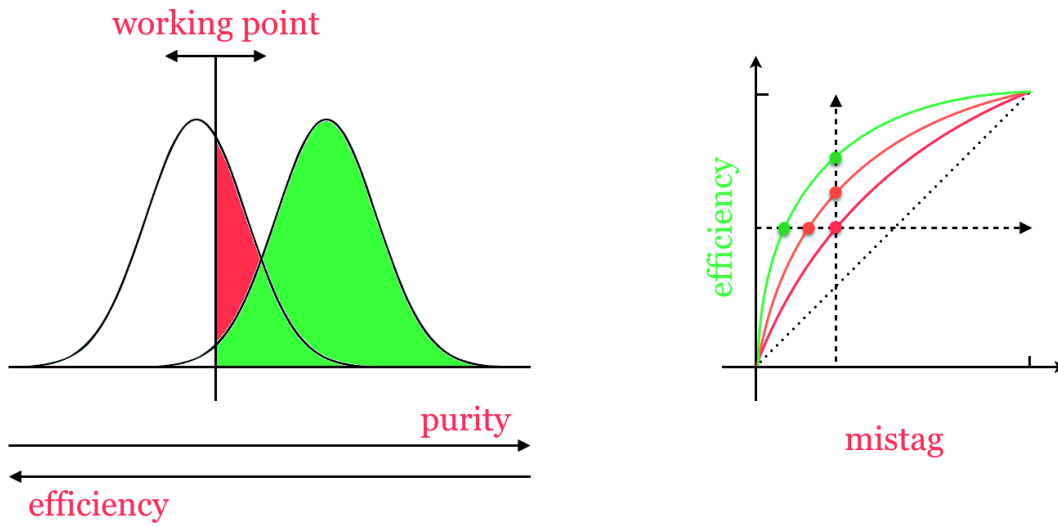 working point
purity
efficiency
efficiency
mistag